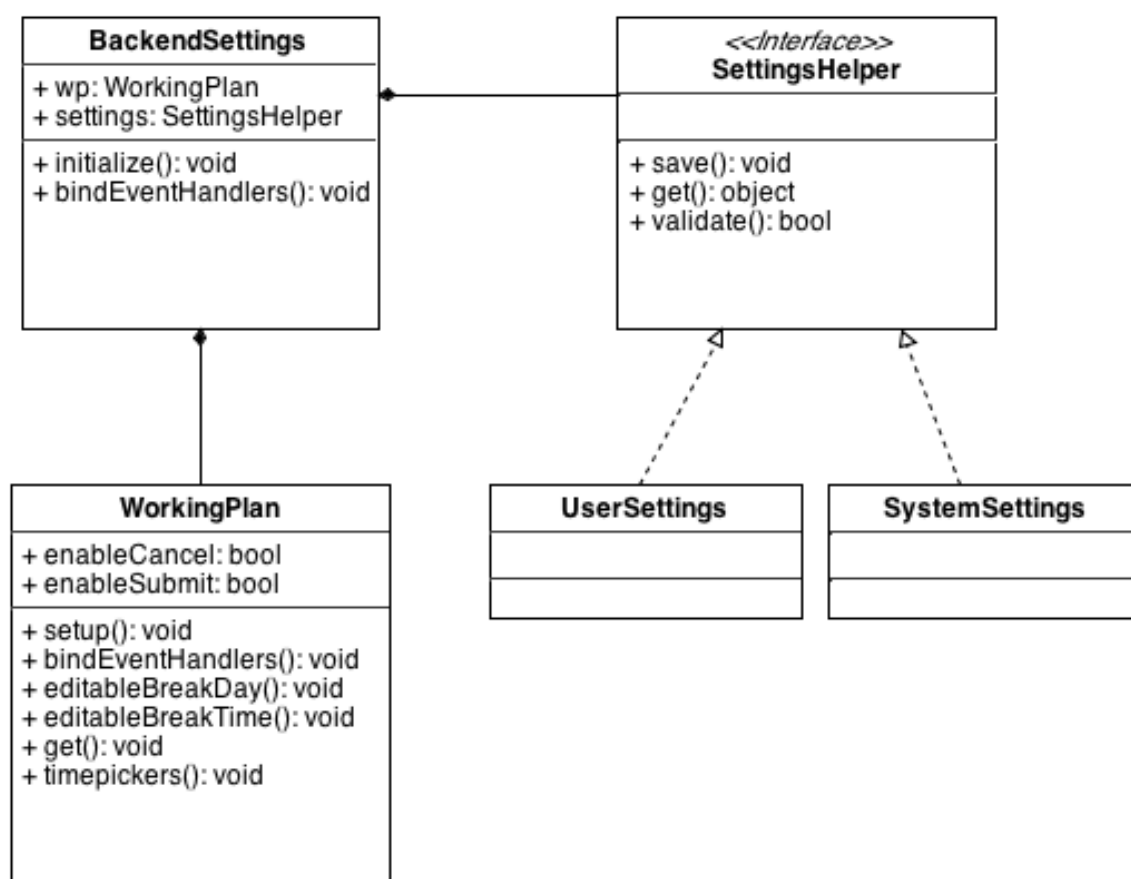 BackendSettings
+ wp: WorkingPlan
+ settings: SettingsHelper
+ initialize(): void
+ bindEventHandlers(): void
<<Interface>>
SettingsHelper
+ save(): void
+ get(): object
+ validate(): bool
WorkingPlan
+ enableCancel: bool
+ enableSubmit: bool
+ setup(): void
+ bindEventHandlers(): void
+ editableBreakDay(): void
+ editableBreakTime(): void
+ get(): void
+ timepickers(): void
UserSettings
SystemSettings